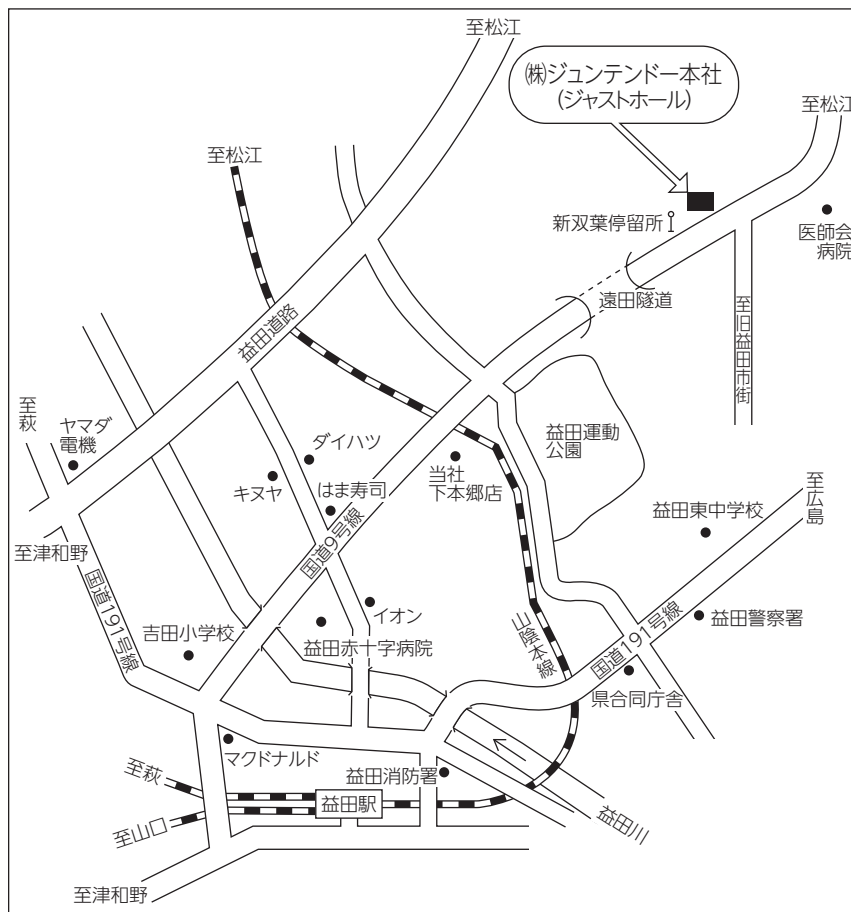 至松江
㈱ジュンテンドー本社
(ジャストホール)
至松江
至松江
新双葉停留所
医師会
病院
遠田隧道
至旧益田市街
益田道路
至萩
ヤマダ
電機
ダイハツ
キヌヤ
はま寿司
当社
下本郷店
益田運動
公園
至広島
益田東中学校
至津和野
国道9号線
国道191号線
イオン
吉田小学校
益田赤十字病院
山陰本線
国道191号線
益田警察署
県合同庁舎
マクドナルド
至萩
益田消防署
益田駅
至山口
益田川
至津和野